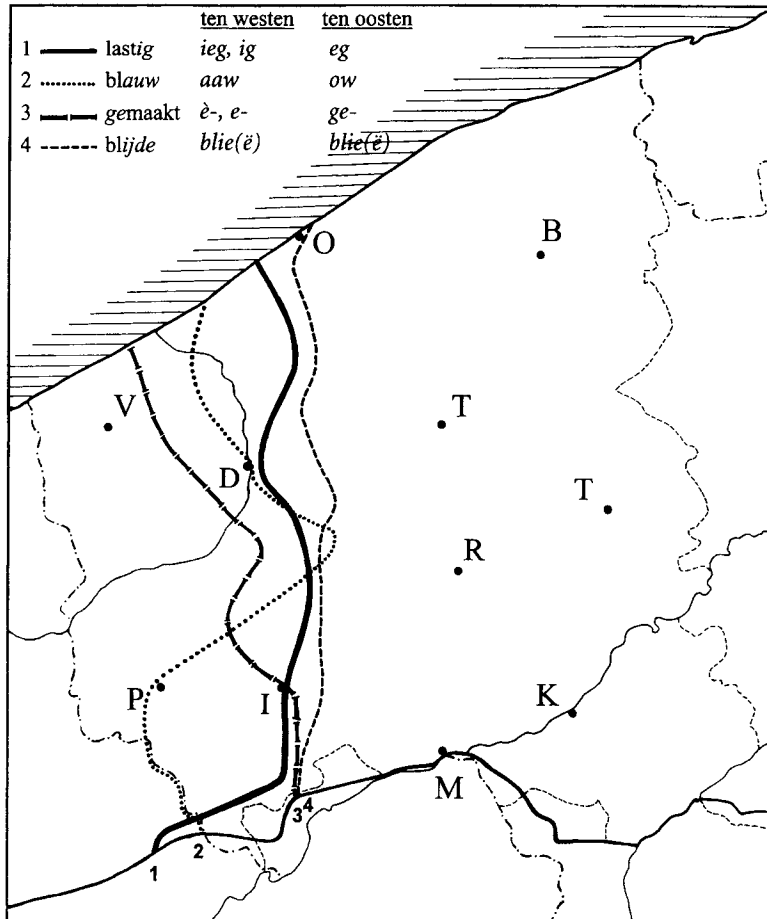 ten westen ten oosten
1 lastig ieg, ig eg
2 blauw aaw ow
3 gemaakt è-, e- ge-
4 blijde blie(ë) blie(ë)
O
B
V
T
D
T
R
P
I
K
M
3 4
2
1